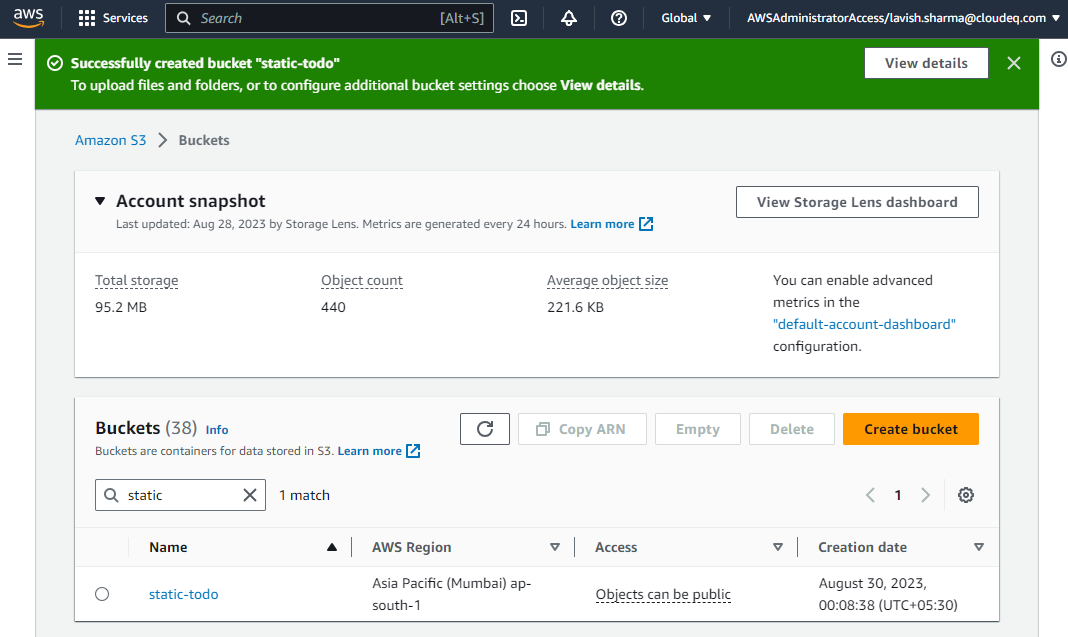 aws
Services
Search [Alt+S]
Global
AWSAdministratorAccess/lavish.sharma@cloudeq.com
Successfully created bucket "static-todo"
To upload files and folders, or to configure additional bucket settings choose View details.
View details
Amazon S3 Buckets
Account snapshot
Last updated: Aug 28, 2023 by Storage Lens. Metrics are generated every 24 hours. Learn more
View Storage Lens dashboard
Total storage
95.2 MB
Object count
440
Average object size
221.6 KB
You can enable advanced
metrics in the
"default-account-dashboard"
configuration.
Buckets (38) Info
Buckets are containers for data stored in S3. Learn more
Copy ARN
Empty
Delete
Create bucket
static
1 match
1
Name AWS Region Access Creation date
static-todo
Asia Pacific (Mumbai) ap-
south-1
Objects can be public
August 30, 2023,
00:08:38 (UTC+05:30)